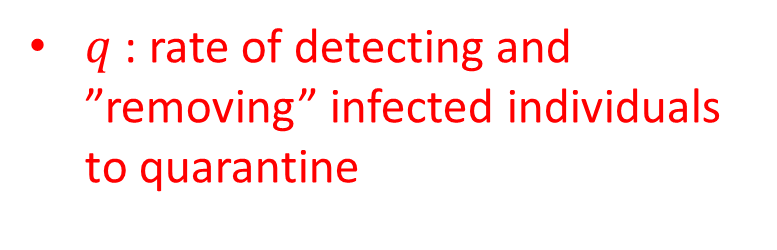 • q : rate of detecting and
”removing” infected individuals
to quarantine